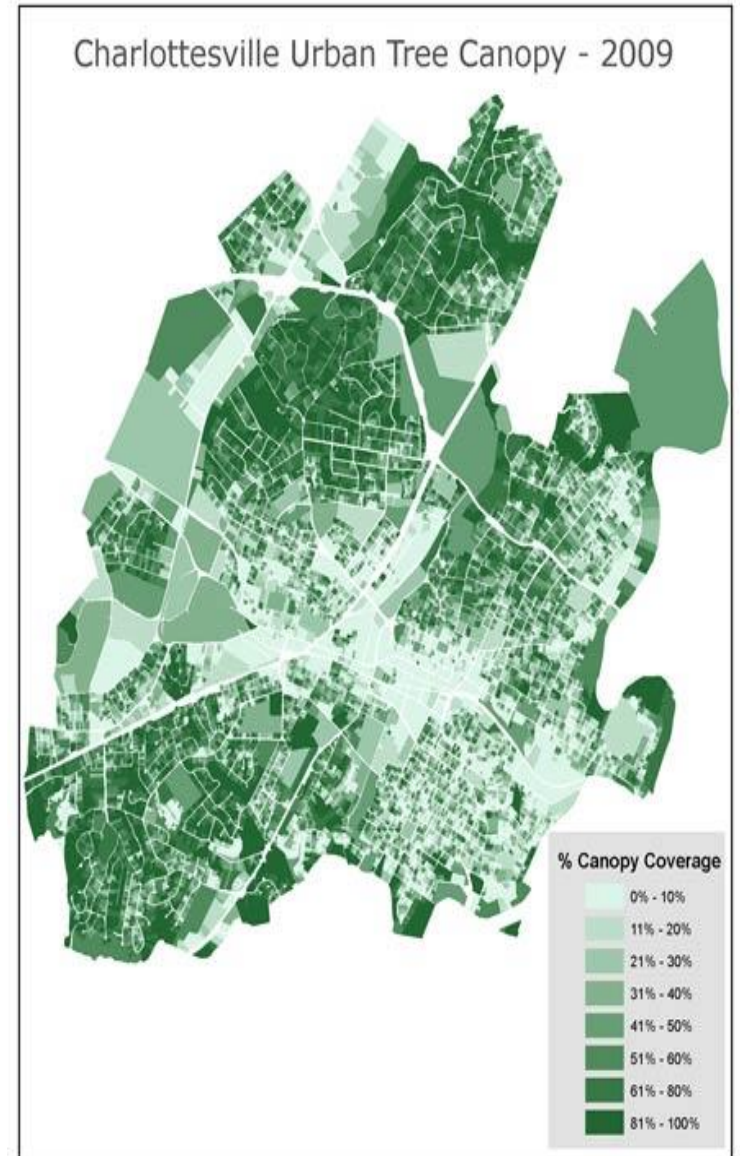 Charlottesville Urban Tree Canopy - 2009
% Canopy Coverage
0% - 10%
11% - 20%
21% - 30%
31% - 40%
41% - 50%
51% - 60%
61% - 80%
81% - 100%